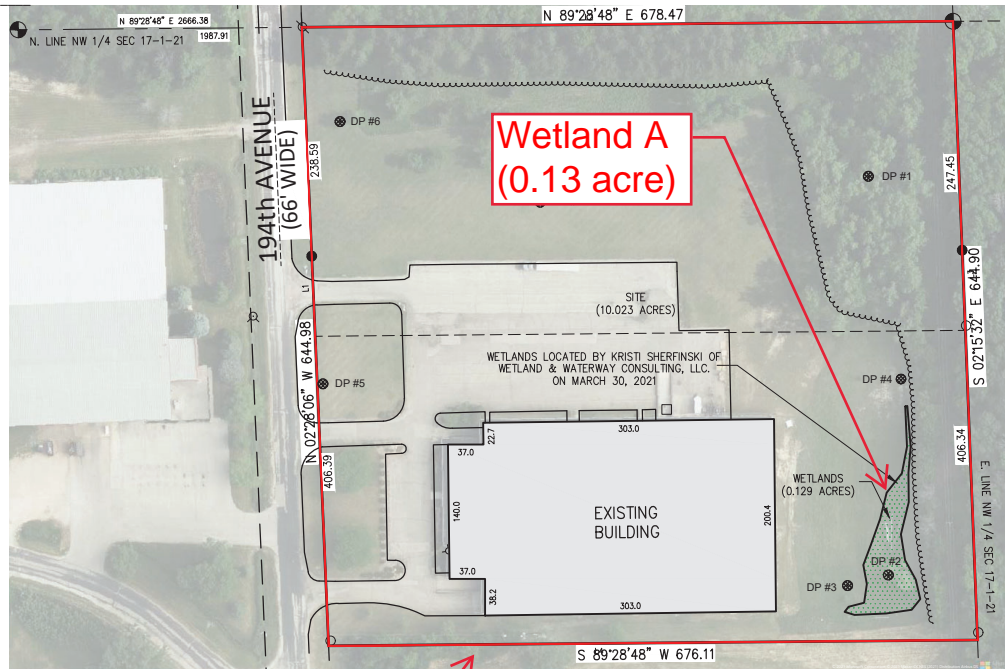 N 89°28'48" E 2666.38
1987.91
N. LINE NW 1/4 SEC 17-1-21
N 89°28'48" E 678.47
194th AVENUE
(66' WIDE)
238.59
DP #6
Wetland A
(0.13 acre)
DP #1
247.45
S 02°15'32" E 644.90
L1
SITE
(10.023 ACRES)
N 02°28'06" W 644.98
DP #5
WETLANDS LOCATED BY KRISTI SHERFINSKI OF
WETLAND & WATERWAY CONSULTING, LLC.
ON MARCH 30, 2021
DP #4
406.39
406.34
22.7
303.0
37.0
140.0
EXISTING
BUILDING
200.4
WETLANDS
(0.129 ACRES)
E. LINE NW 1/4 SEC 17-1-21
37.0
38.2
303.0
DP #3
DP #2
S 89°28'48" W 676.11